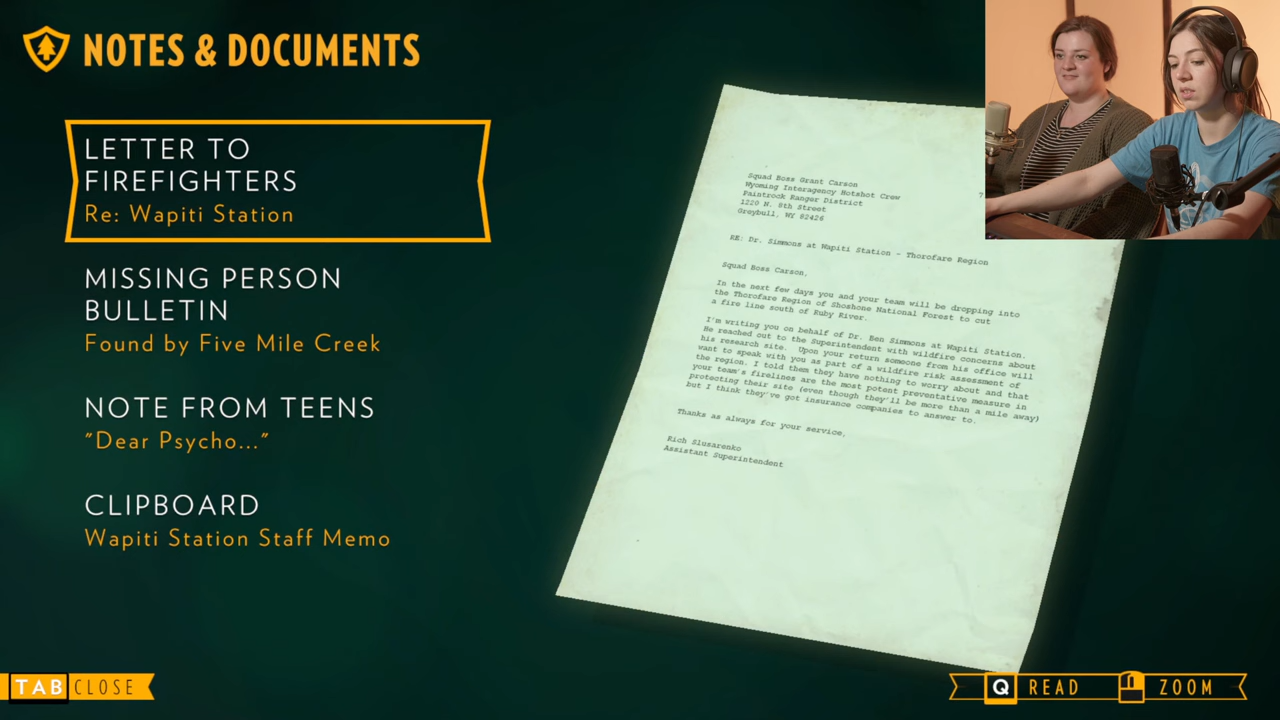 NOTES & DOCUMENTS
LETTER TO
FIREFIGHTERS
Re: Wapiti Station
MISSING PERSON
BULLETIN
Found by Five Mile Creek
NOTE FROM TEENS
"Dear Psycho..."
CLIPBOARD
Wapiti Station Staff Memo
Squad Boss Grant Carson
Wyoming Interagency Hotshot Crew
Paintrock Ranger District
1220 N. 8th Street
Greybull, WY 82426
7
RE: Dr. Simmons at Wapiti Station - Thorofare Region
Squad Boss Carson,
In the next few days you and your team will be dropping into
the Thorofare Region of Shoshone National Forest to cut
a fire line south of Ruby River.
I'm writing you on behalf of Dr. Ben Simmons at Wapiti Station.
He reached out to the Superintendent with wildfire concerns about
his research site. Upon your return someone from his office will
want to speak with you as part of a wildfire risk assessment of
the region. I told them they have nothing to worry about and that
your team's firelines are the most potent preventative measure in
protecting their site (even though they'll be more than a mile away)
but I think they've got insurance companies to answer to.
Thanks as always for your service,
Rich Slusarenko
Assistant Superintendent
TAB CLOSE
Q READ ZOOM